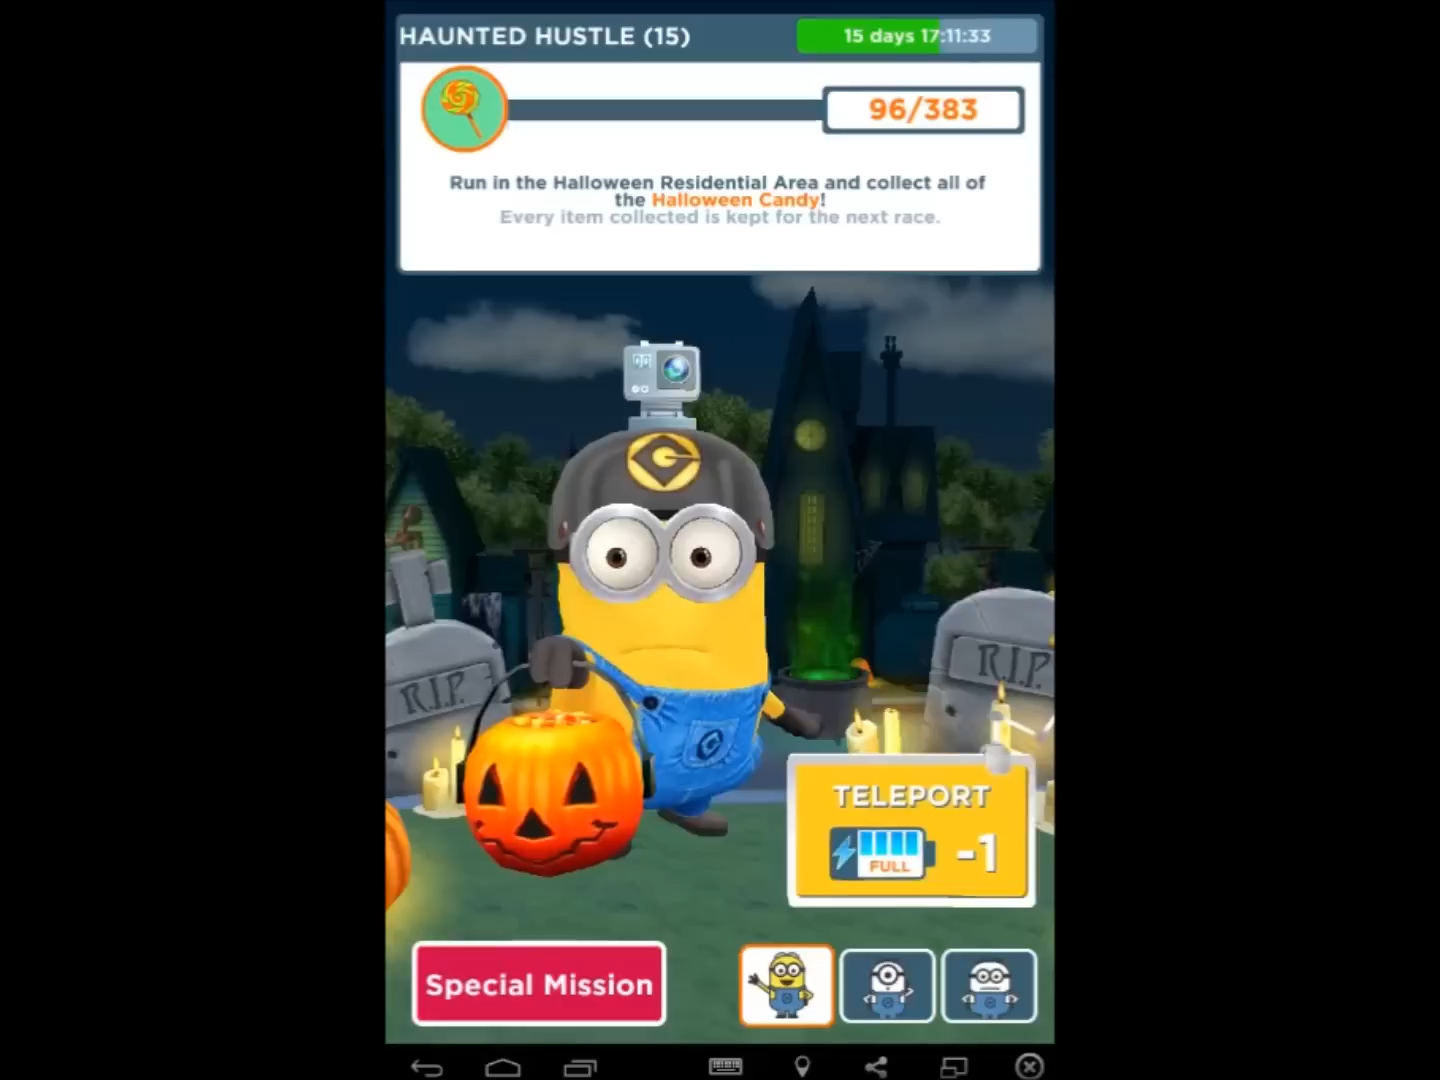 HAUNTED HUSTLE (15)
15 days 17:11:33
96/383
Run in the Halloween Residential Area and collect all of
the Halloween Candy!
Every item collected is kept for the next race.
R.I.P.
R.I.P.
TELEPORT
FULL
-1
Special Mission